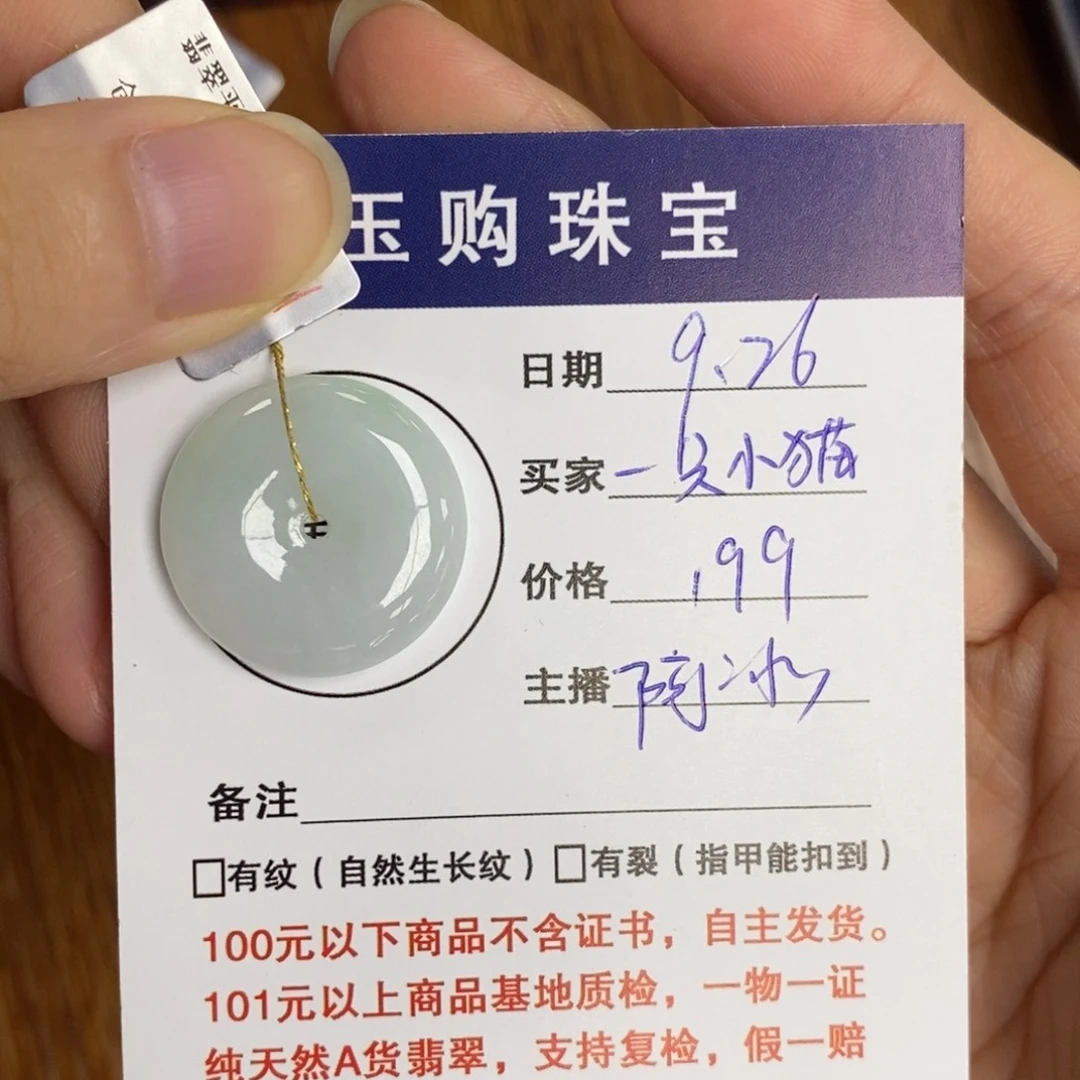 玉购珠宝
日期 9.26
买家 一只小猫
价格 199
主播 陶冰
备注
□有纹（自然生长纹）□有裂（指甲能扣到）
100元以下商品不含证书，自主发货。
101元以上商品基地质检，一物一证
纯天然A货翡翠，支持复检，假一赔